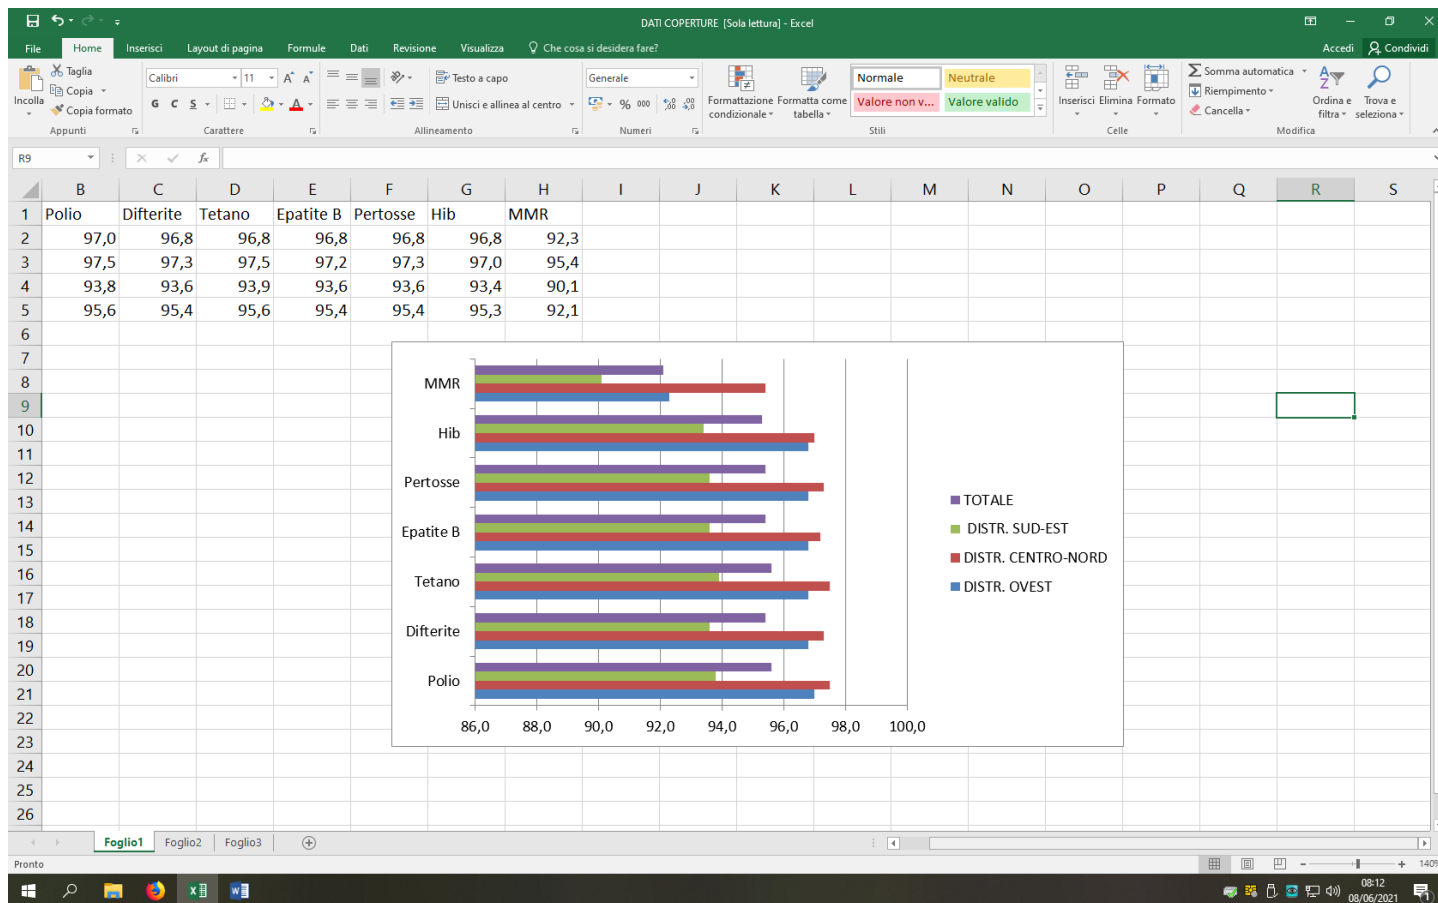 DATI COPERTURE [Sola lettura] - Excel
File Home Inserisci Layout di pagina Formule Dati Revisione Visualizza Che cosa si desidera fare? Accedi Condividi
Incolla
Taglia
Copia
Copia formato
Appunti
Calibri 11 A A
G C S A
Carattere
Testo a capo
Unisci e allinea al centro
Allineamento
Generale
% 000
Numeri
Formattazione condizionale
Formatta come tabella
Normale Neutrale
Valore non v... Valore valido
Stili
Inserisci Elimina Formato
Celle
Somma automatica
Riempimento
Cancella
Ordina e filtra
Trova e seleziona
Modifica
R9 fx
B C D E F G H I J K L M N O P Q R S
1 Polio Difterite Tetano Epatite B Pertosse Hib MMR
2 97,0 96,8 96,8 96,8 96,8 96,8 92,3
3 97,5 97,3 97,5 97,2 97,3 97,0 95,4
4 93,8 93,6 93,9 93,6 93,6 93,4 90,1
5 95,6 95,4 95,6 95,4 95,4 95,3 92,1
6
7
8
9
10
11
12
13
14
15
16
17
18
19
20
21
22
23
24
25
26
MMR
Hib
Pertosse
Epatite B
Tetano
Difterite
Polio
86,0 88,0 90,0 92,0 94,0 96,0 98,0 100,0
TOTALE
DISTR. SUD-EST
DISTR. CENTRO-NORD
DISTR. OVEST
Foglio1 Foglio2 Foglio3
Pronto
140%
08:12
08/06/2021